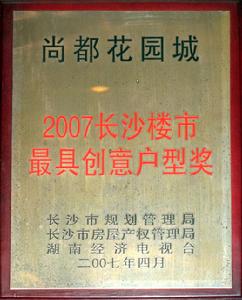 尚都花园城
2007长沙楼市
最具创意户型奖
长沙市规划管理局
长沙市房屋产权管理局
湖南经济电视台
二00七年四月